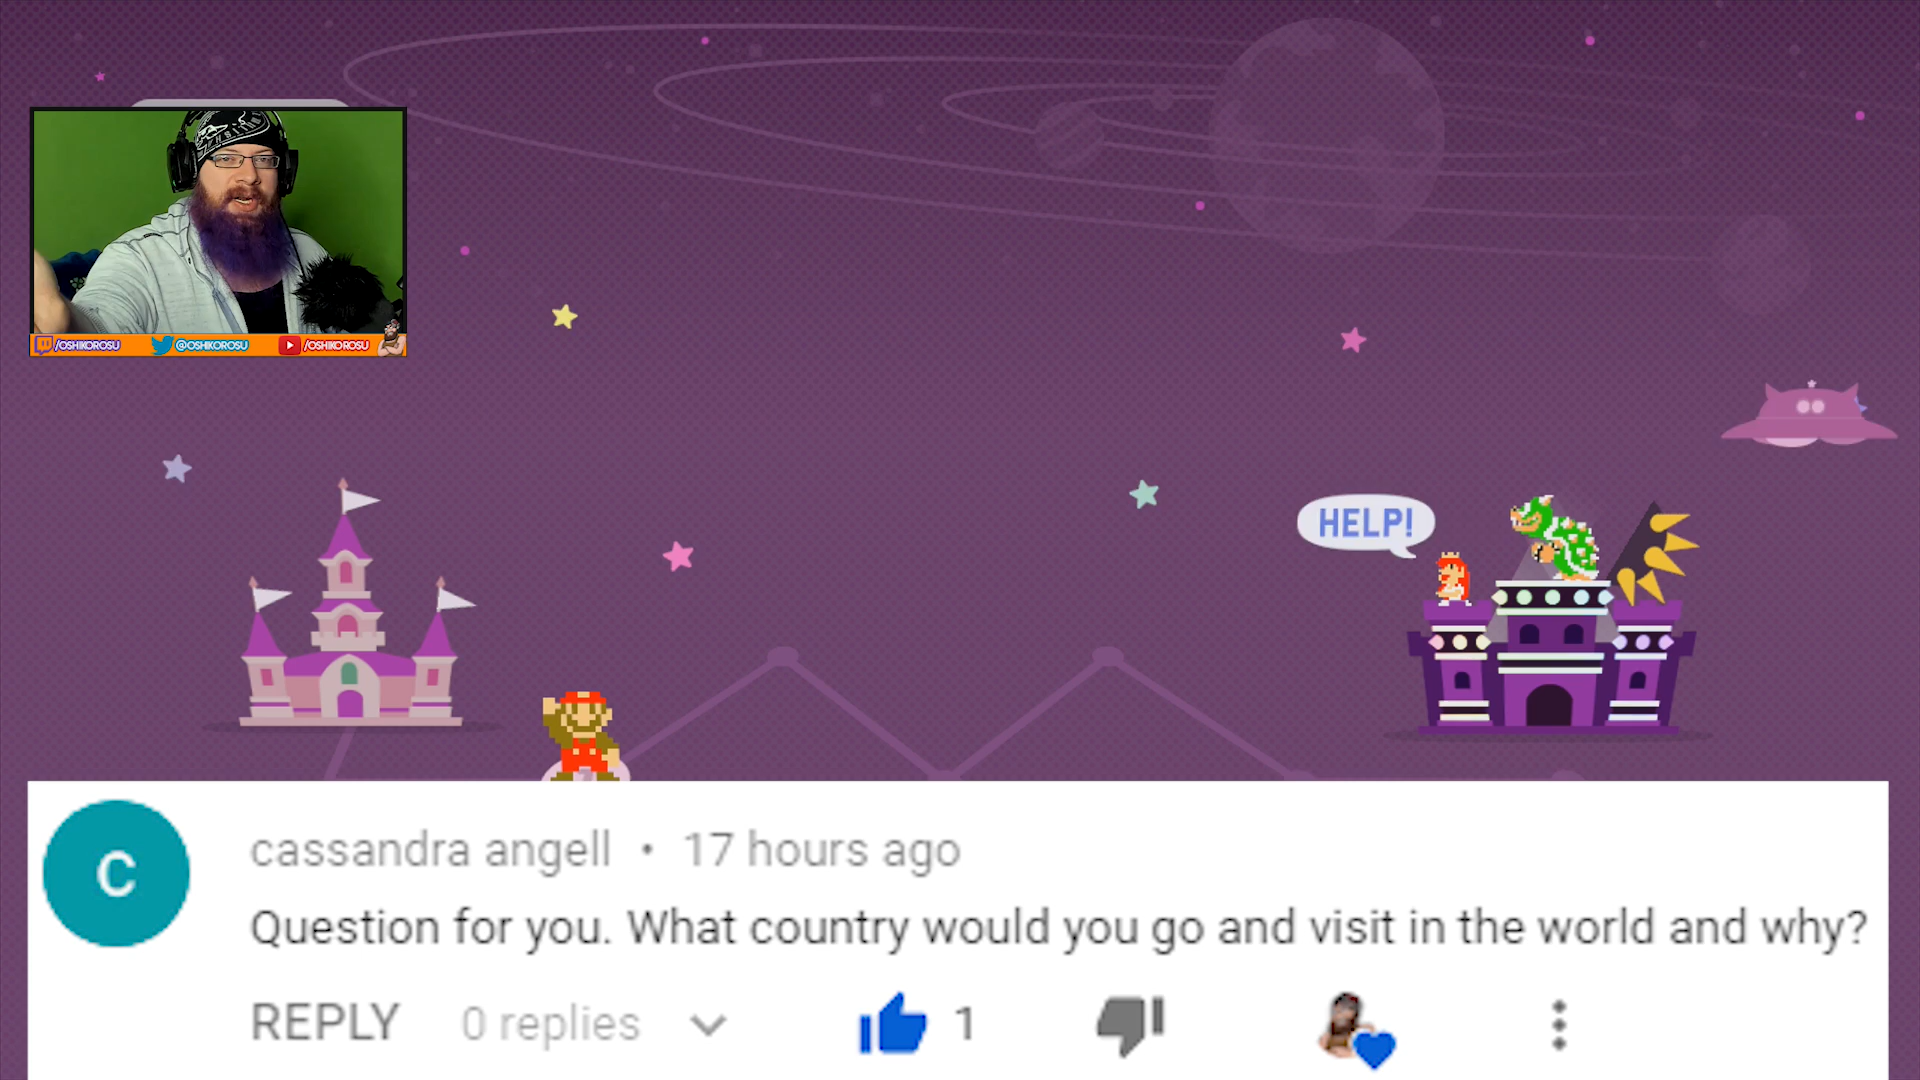 /OSHIKOROSU @OSHIKOROSU /OSHIKOROSU
HELP!
C
cassandra angell • 17 hours ago
Question for you. What country would you go and visit in the world and why?
REPLY 0 replies 1